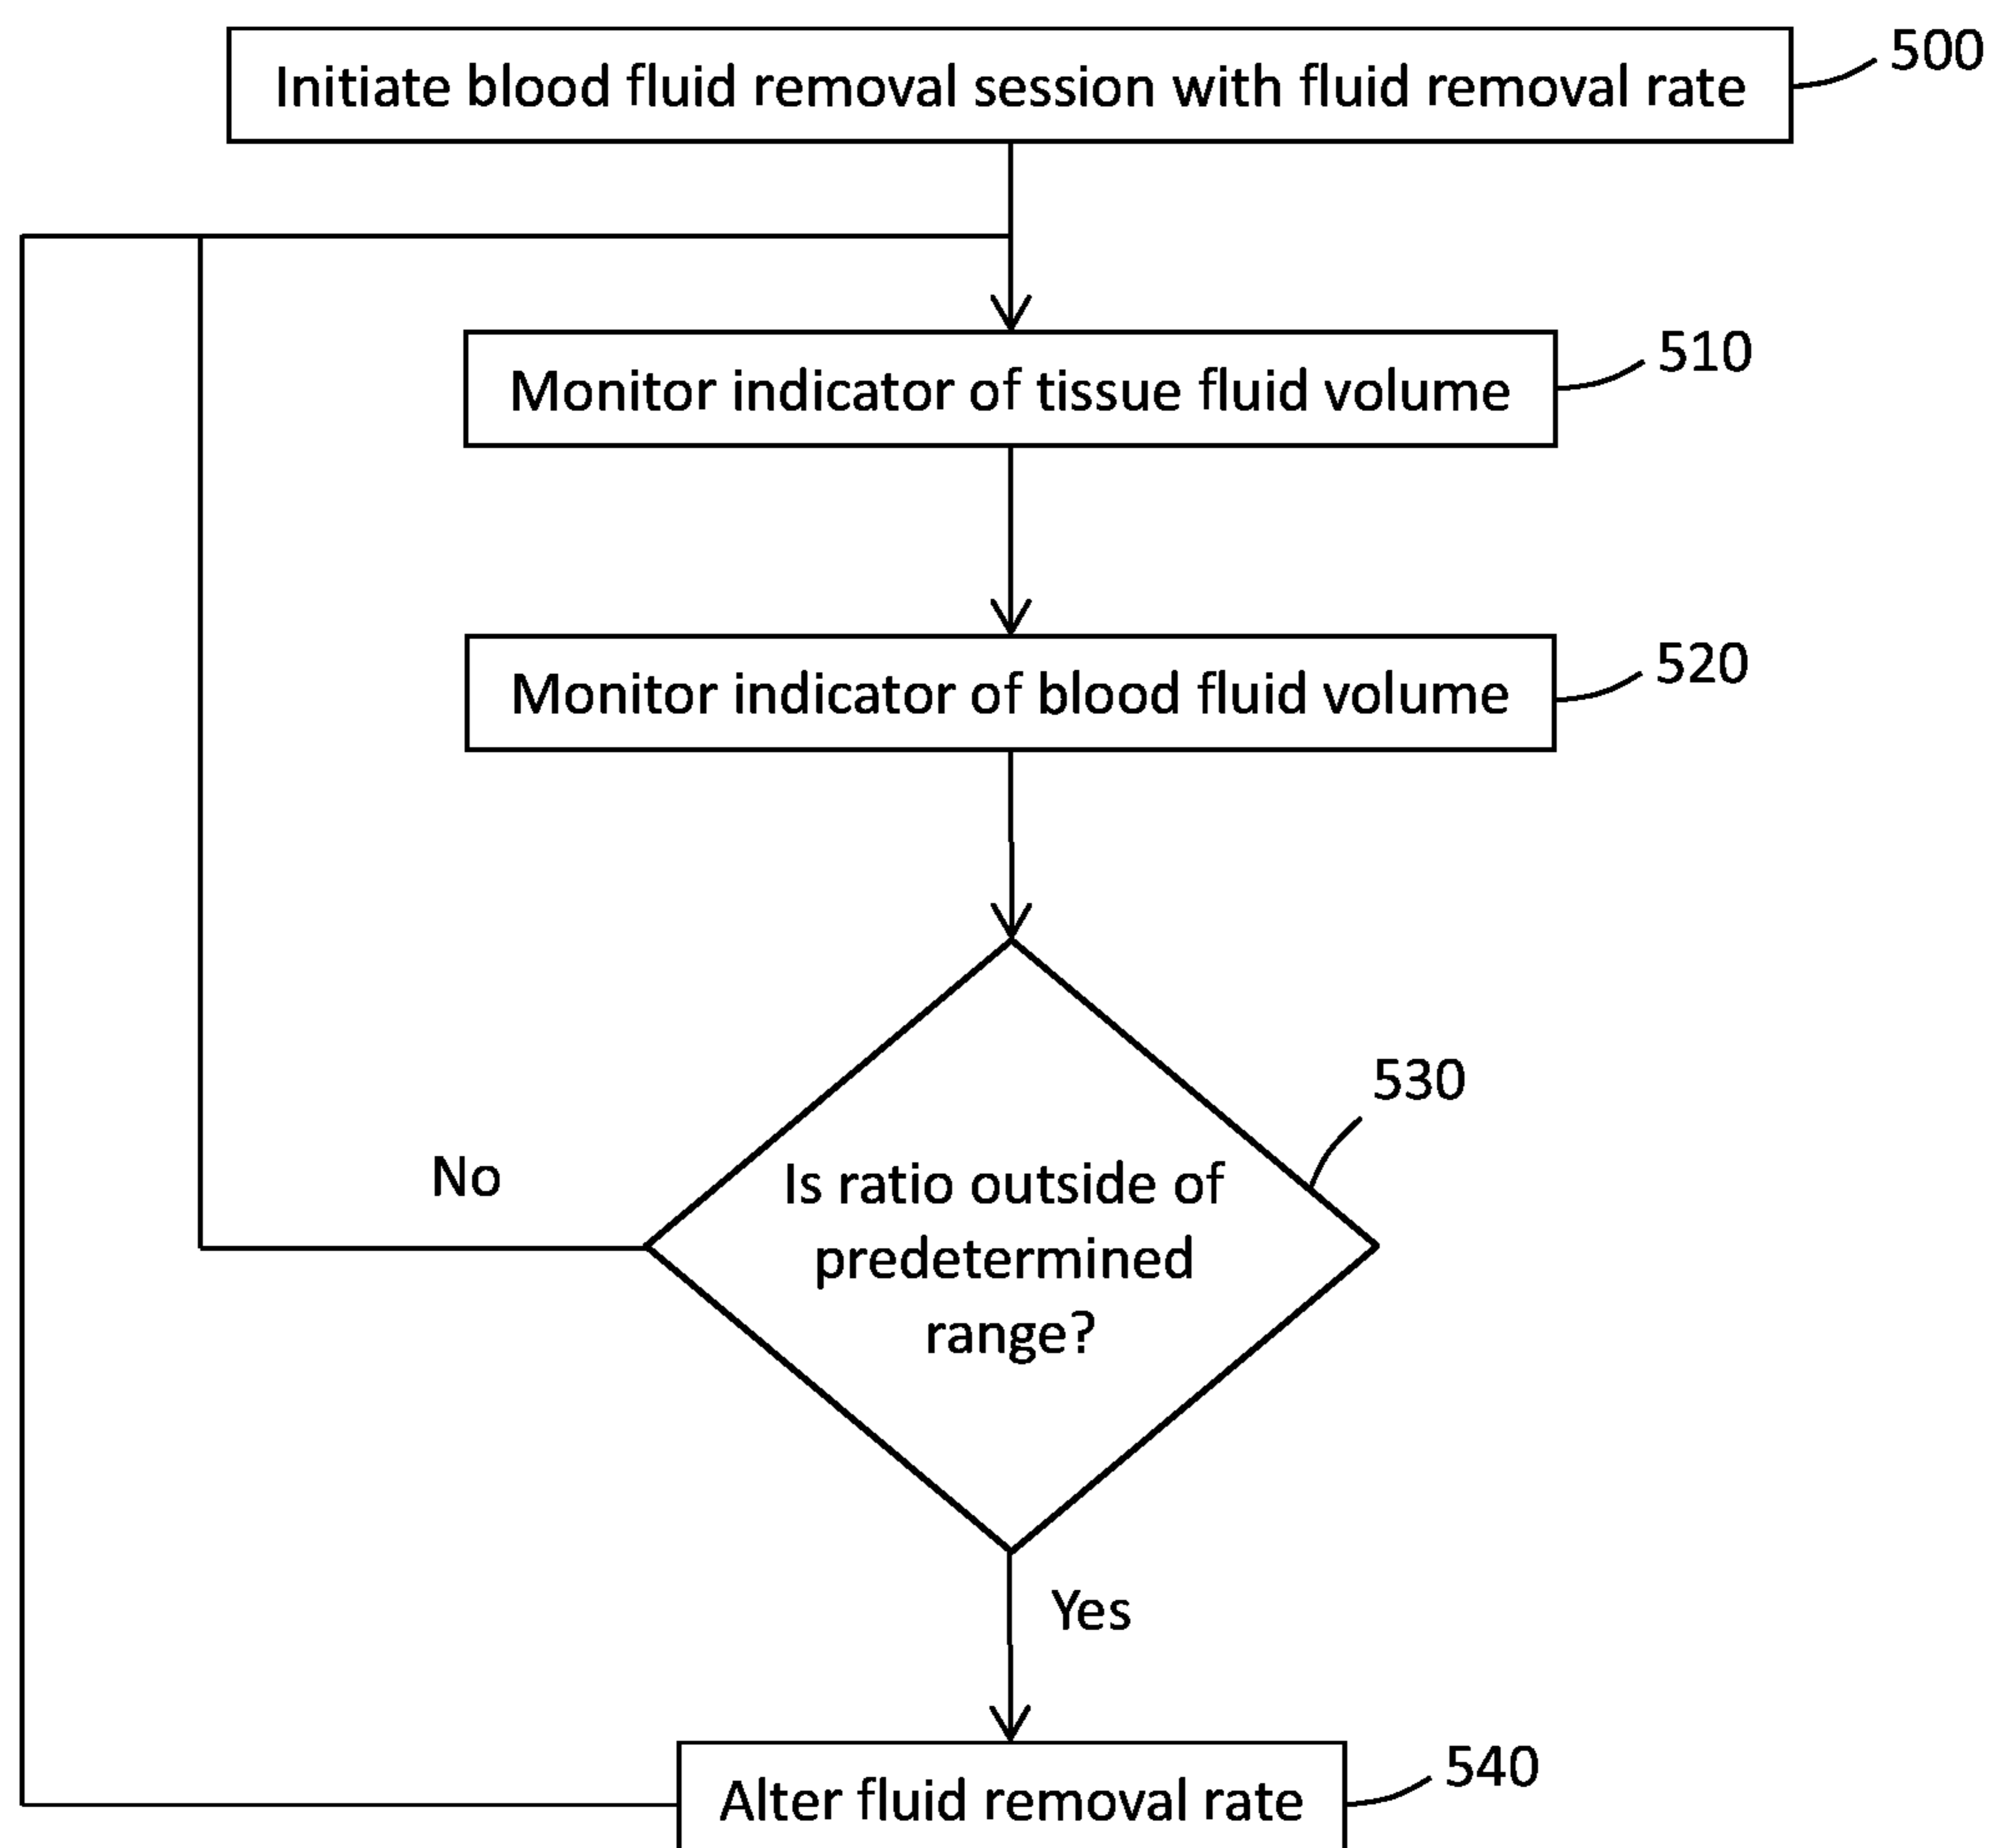 Initiate blood fluid removal session with fluid removal rate
500
Monitor indicator of tissue fluid volume
510
Monitor indicator of blood fluid volume
520
530
Is ratio outside of
predetermined
range?
No
Yes
Alter fluid removal rate
540